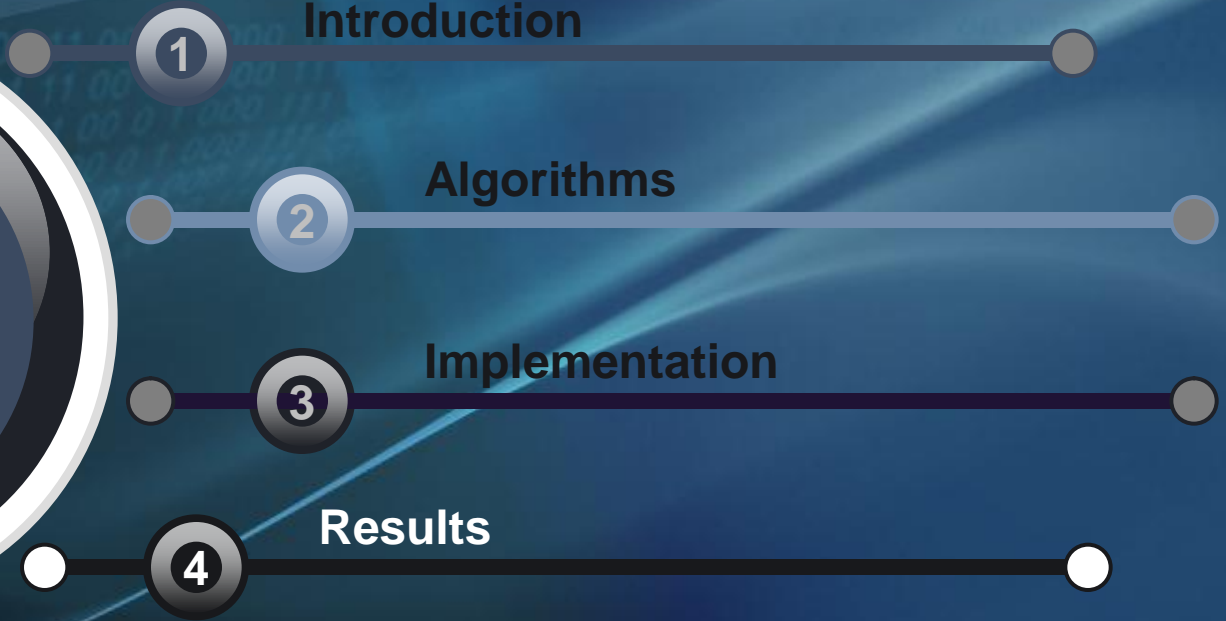 Introduction
1
Algorithms
2
Implementation
3
Results
4